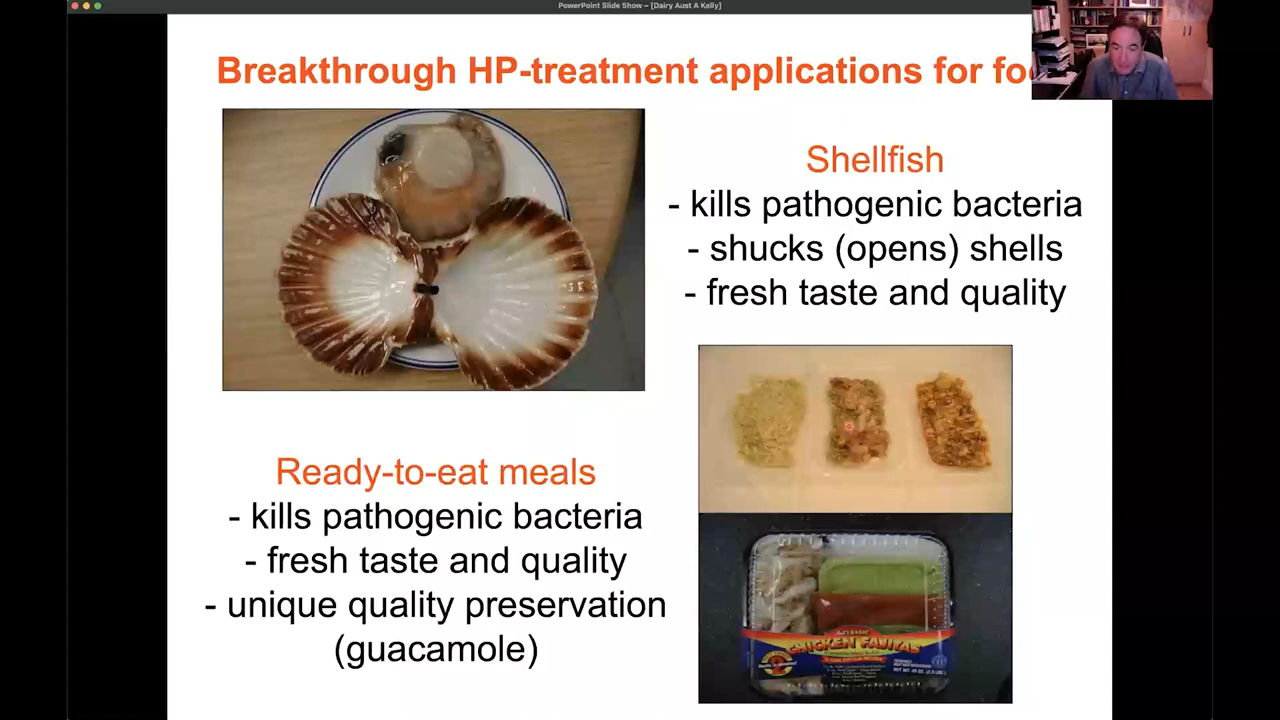 PowerPoint Slide Show – [Dairy Aust A Kelly]
Breakthrough HP-treatment applications for
Shellfish
- kills pathogenic bacteria
- shucks (opens) shells
- fresh taste and quality
Ready-to-eat meals
- kills pathogenic bacteria
- fresh taste and quality
- unique quality preservation
(guacamole)
CLASSIC
CHICKEN FAJITAS